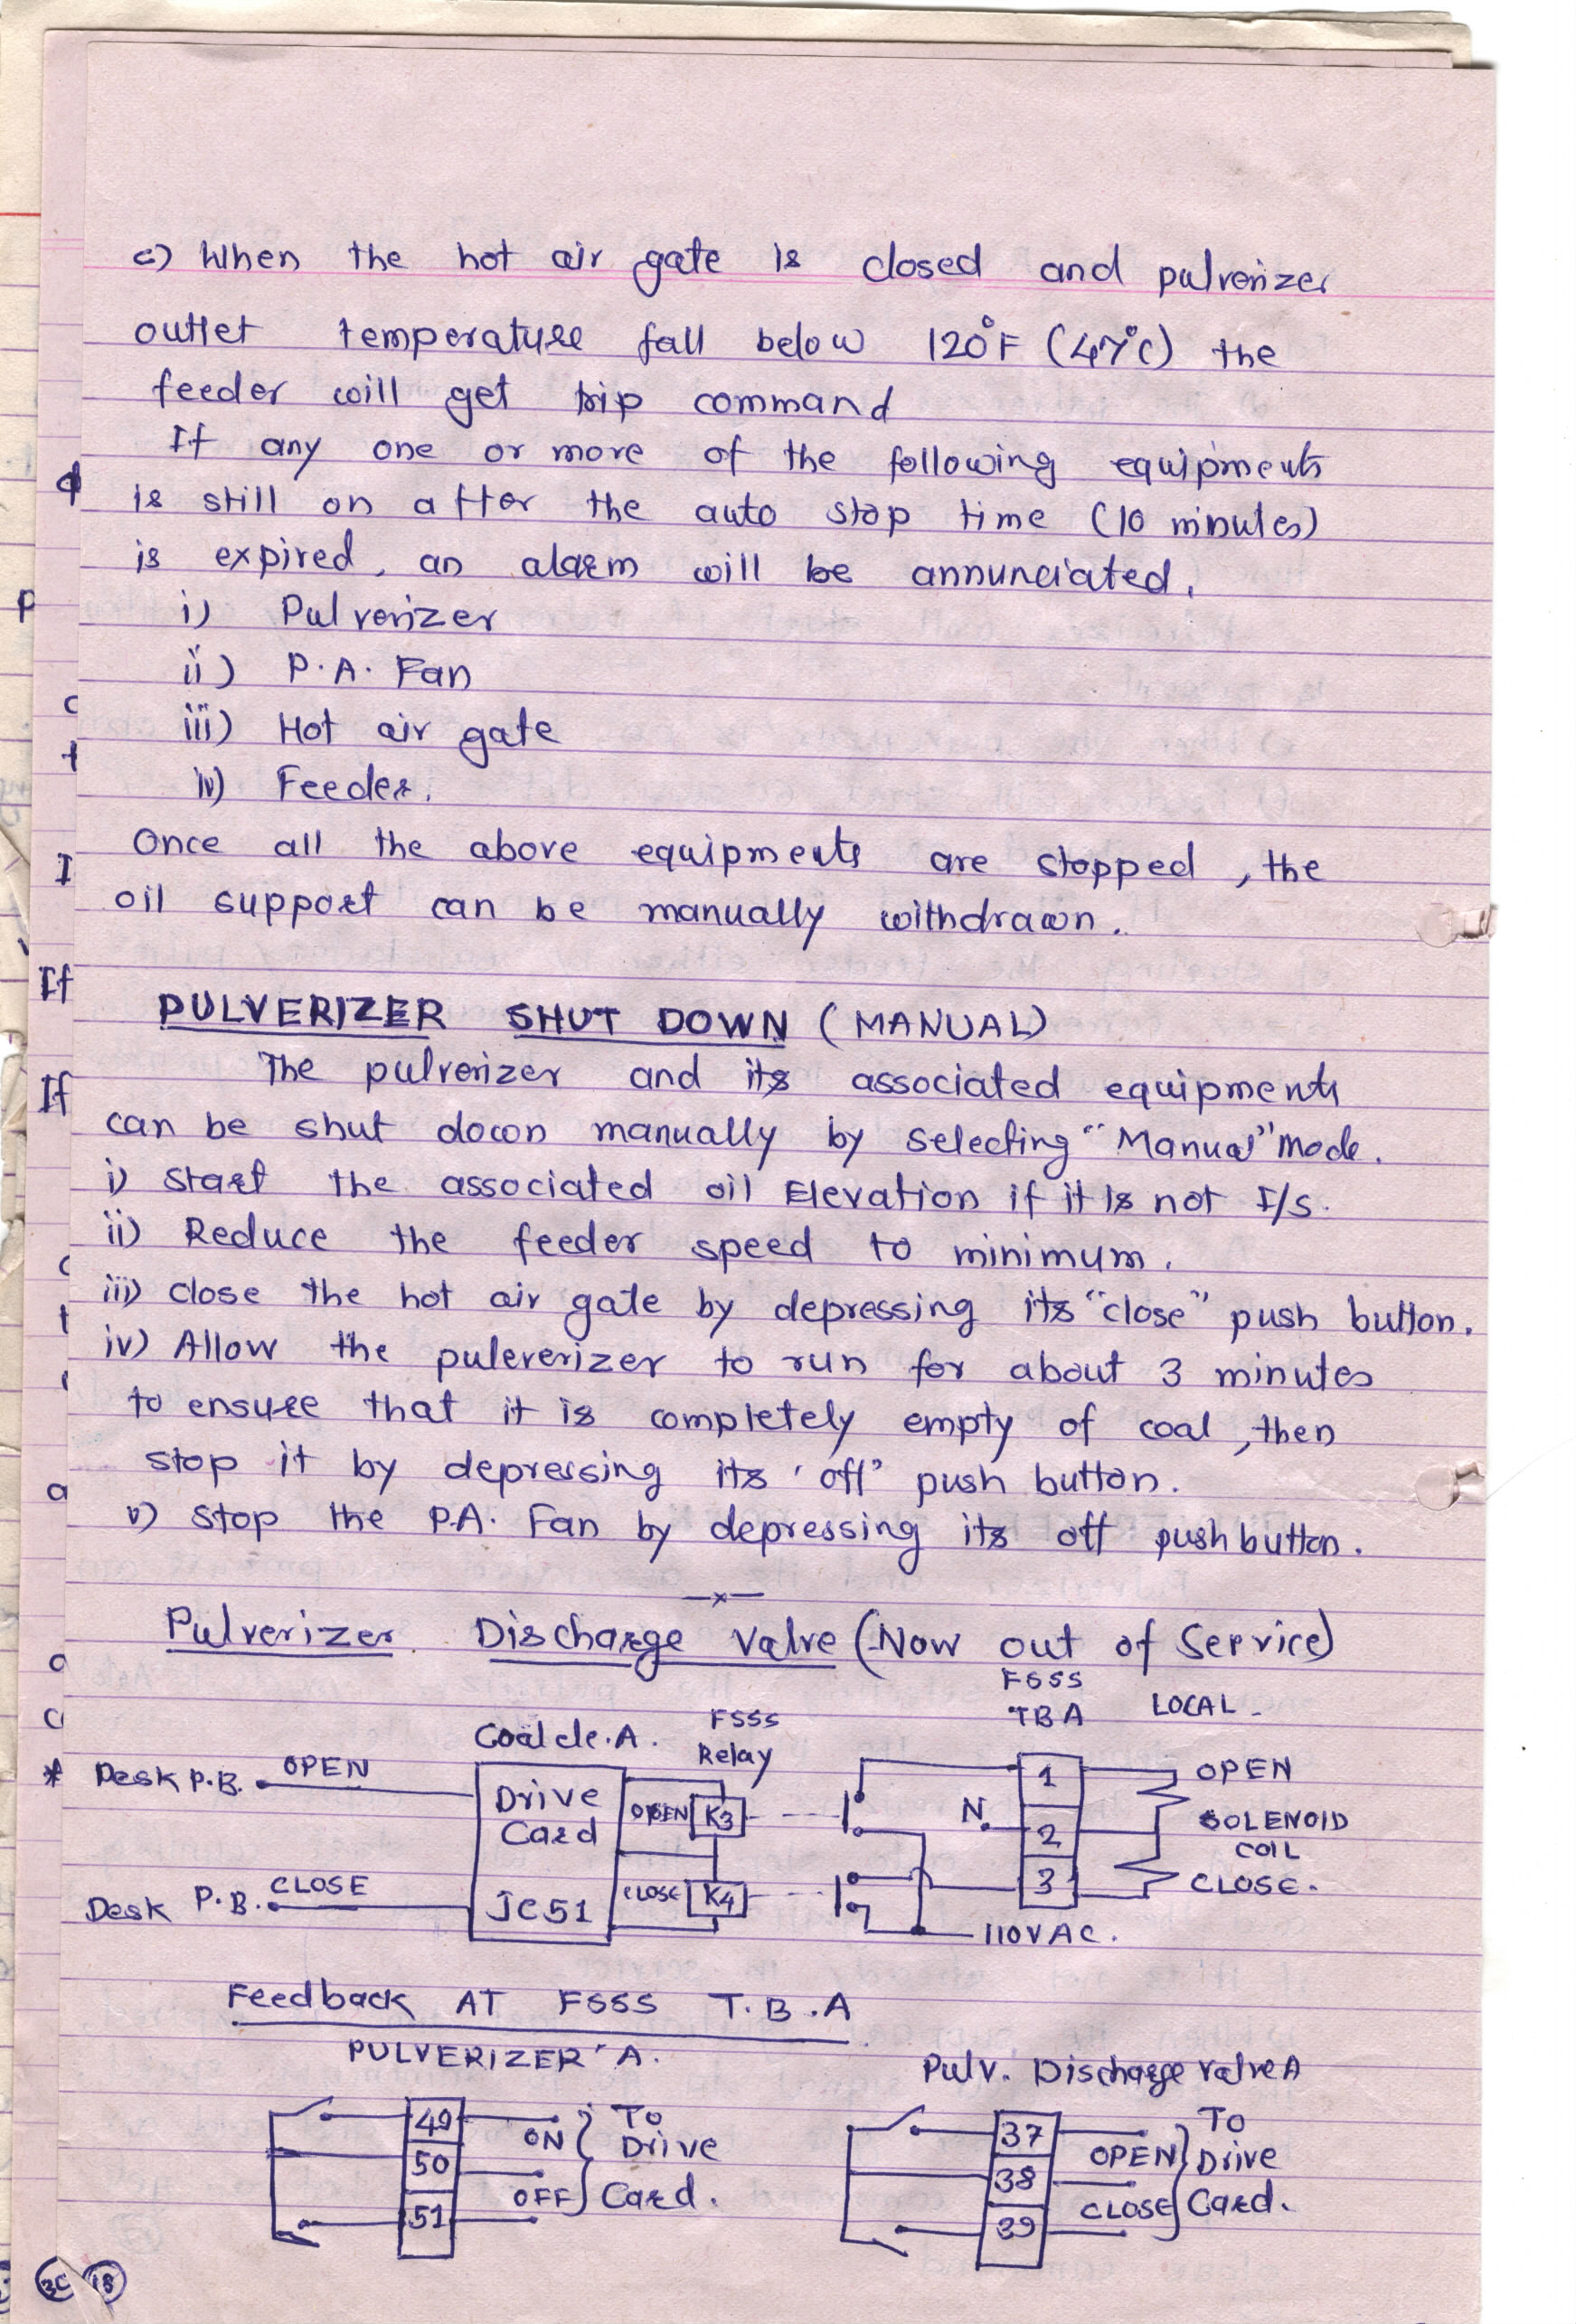 c) When the hot air gate is closed and pulverizer
outlet temperature fall below 120°F (47°C) the
feeder will get trip command
If any one or more of the following equipments
is still on after the auto stop time (10 minutes)
is expired, an alarm will be annunciated.
i) Pulverizer
ii) P.A. Fan
iii) Hot air gate
iv) Feeder.
Once all the above equipments are stopped, the
oil support can be manually withdrawn.
PULVERIZER SHUT DOWN (MANUAL)
The pulverizer and its associated equipments
can be shut down manually by selecting "Manual" mode.
i) Start the associated oil Elevation if it is not I/S.
ii) Reduce the feeder speed to minimum.
iii) Close the hot air gate by depressing its "close" push button.
iv) Allow the puleverizer to run for about 3 minutes
to ensure that it is completely empty of coal, then
stop it by depressing its 'off' push button.
v) Stop the P.A. Fan by depressing its off push button.
—x—
Pulverizer Discharge Valve (Now out of Service)
FSSS
TBA
LOCAL
Coal ele. A.
FSSS
Relay
* Desk P.B. OPEN
Drive
Card
JC51
OPEN K3
CLOSE K4
N
1
2
3
OPEN
SOLENOID
COIL
CLOSE.
Desk P.B. CLOSE
110V AC.
Feedback AT FSSS T.B.A
PULVERIZER 'A.
49
50
51
ON
OFF
To
Drive
Card.
Pulv. Discharge Valve A
37
38
39
OPEN
CLOSE
To
Drive
Card.
3C 18
If
If
I